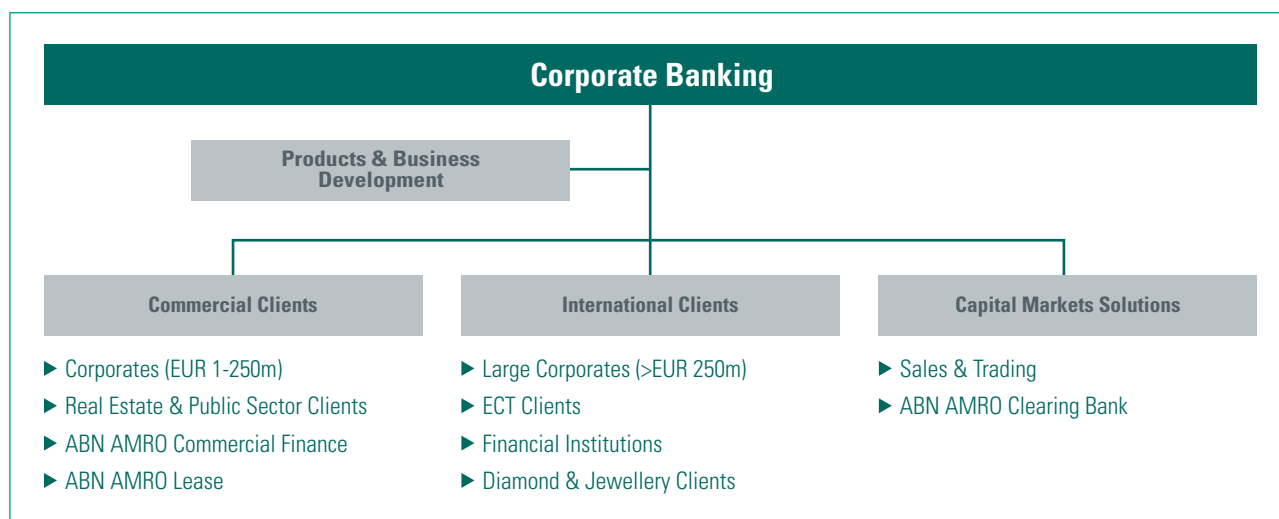 Corporate Banking
Products & Business
Development
Commercial Clients
▶ Corporates (EUR 1-250m)
▶ Real Estate & Public Sector Clients
▶ ABN AMRO Commercial Finance
▶ ABN AMRO Lease
International Clients
▶ Large Corporates (>EUR 250m)
▶ ECT Clients
▶ Financial Institutions
▶ Diamond & Jewellery Clients
Capital Markets Solutions
▶ Sales & Trading
▶ ABN AMRO Clearing Bank